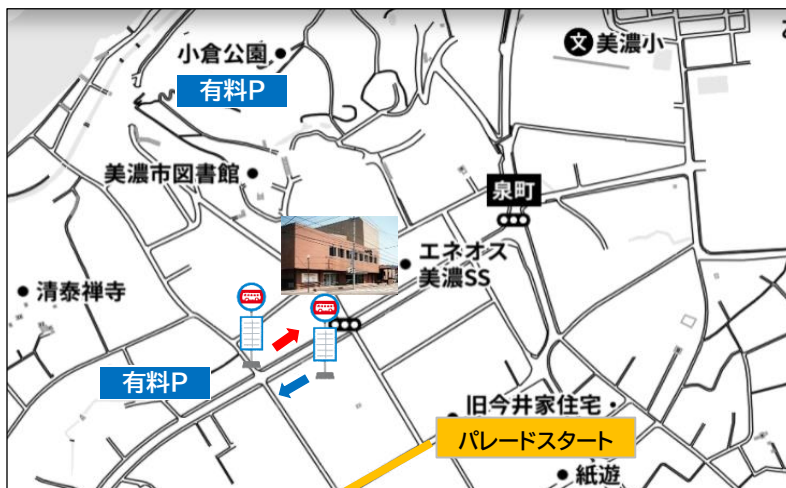 小倉公園
有料P
文 美濃小
美濃市図書館
泉町
エネオス
美濃SS
清泰禅寺
有料P
旧今井家住宅
パレードスタート
紙遊